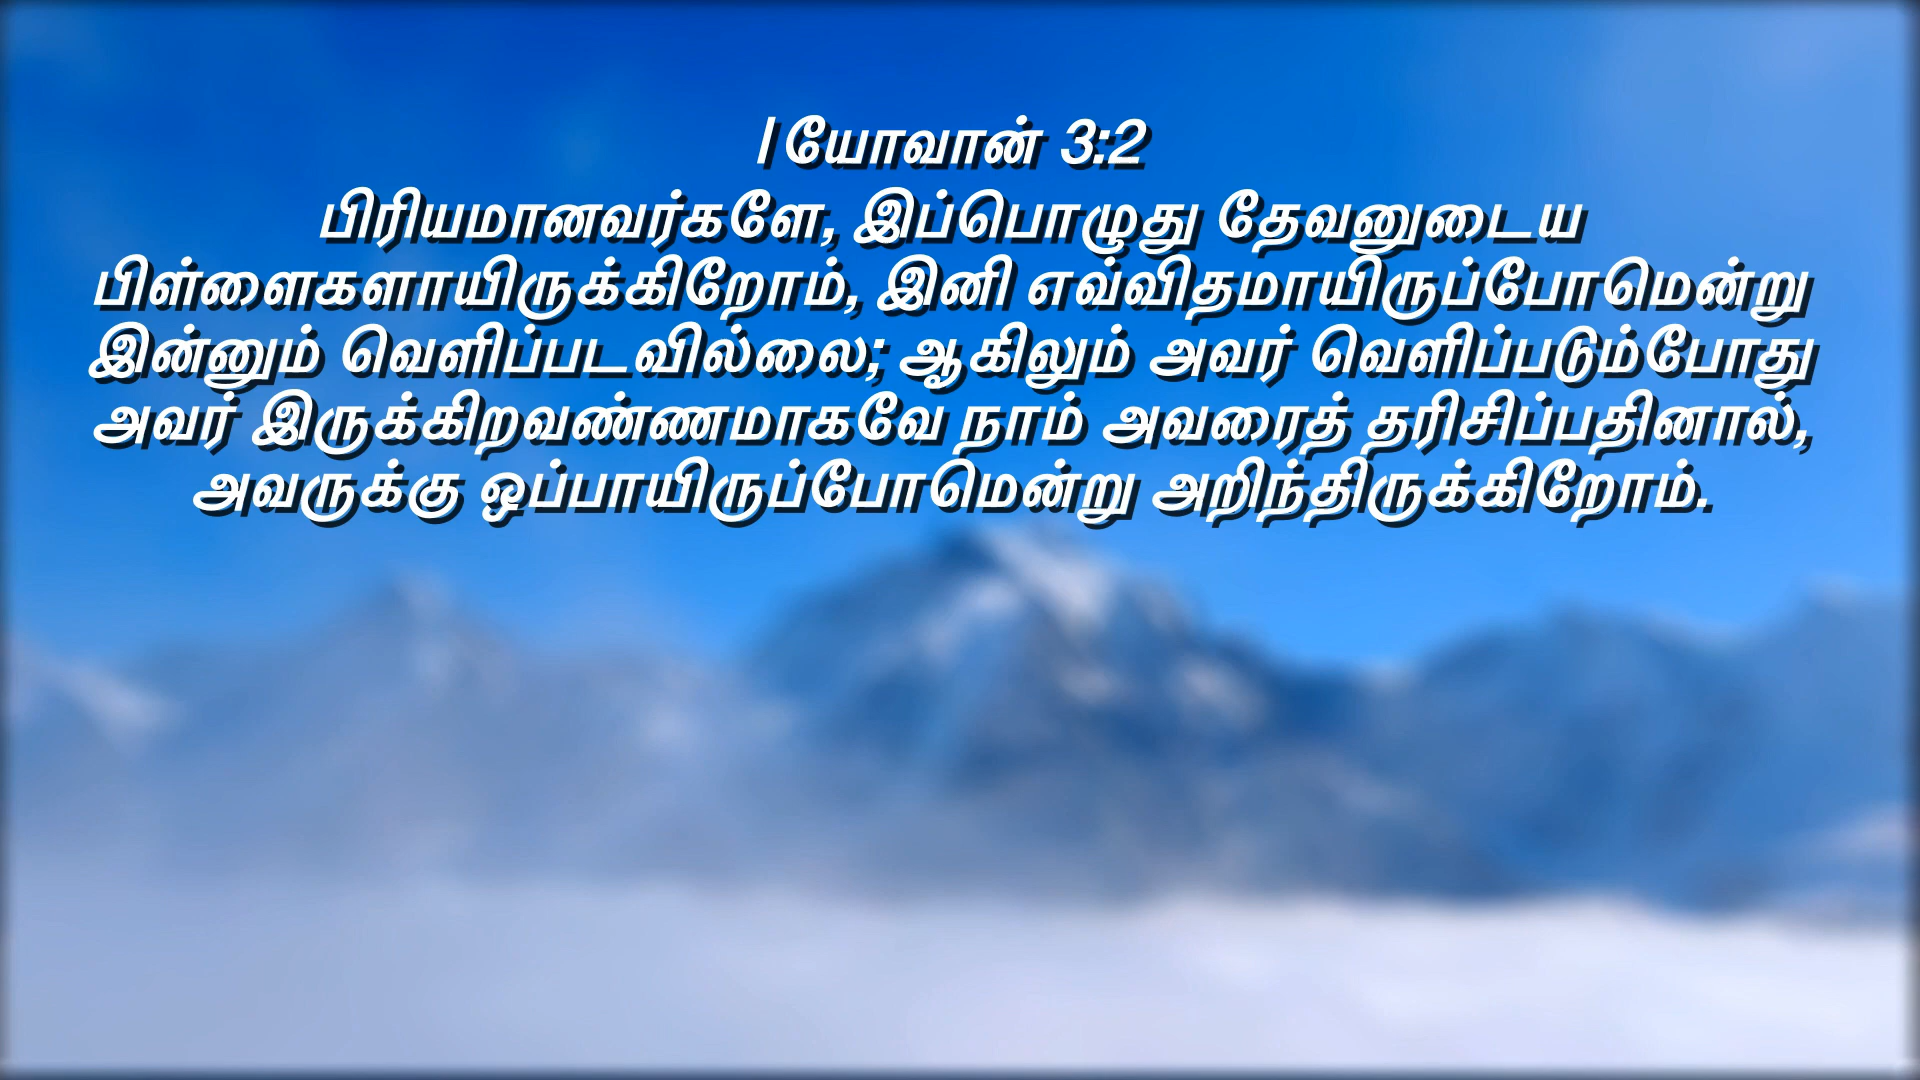 I யோவான் 3:2
பிரியமானவர்களே, இப்பொழுது தேவனுடைய
பிள்ளைகளாயிருக்கிறோம், இனி எவ்விதமாயிருப்போமென்று
இன்னும் வெளிப்படவில்லை; ஆகிலும் அவர் வெளிப்படும்போது
அவர் இருக்கிறவண்ணமாகவே நாம் அவரைத் தரிசிப்பதினால்,
அவருக்கு ஒப்பாயிருப்போமென்று அறிந்திருக்கிறோம்.